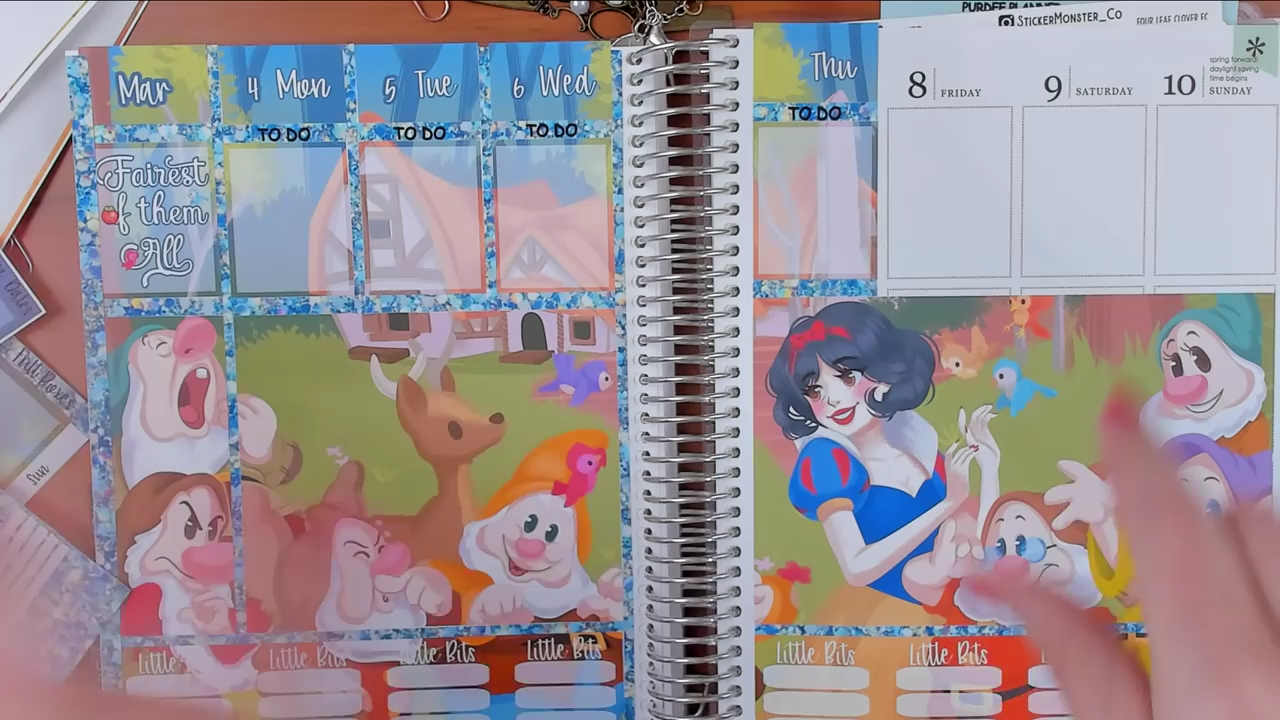 PURDEE PLANNER
StickerMonster_Co
FOUR LEAF CLOVER EC
Mar
4 Mon
5 Tue
6 Wed
Thu
8 FRIDAY
9 SATURDAY
10 SUNDAY
spring forward!
daylight saving
time begins
*
TO DO
TO DO
TO DO
TO DO
Fairest
of them
All
Sun
Little Bits
Little Bits
Little Bits
Little Bits
Little Bits
Little Bits